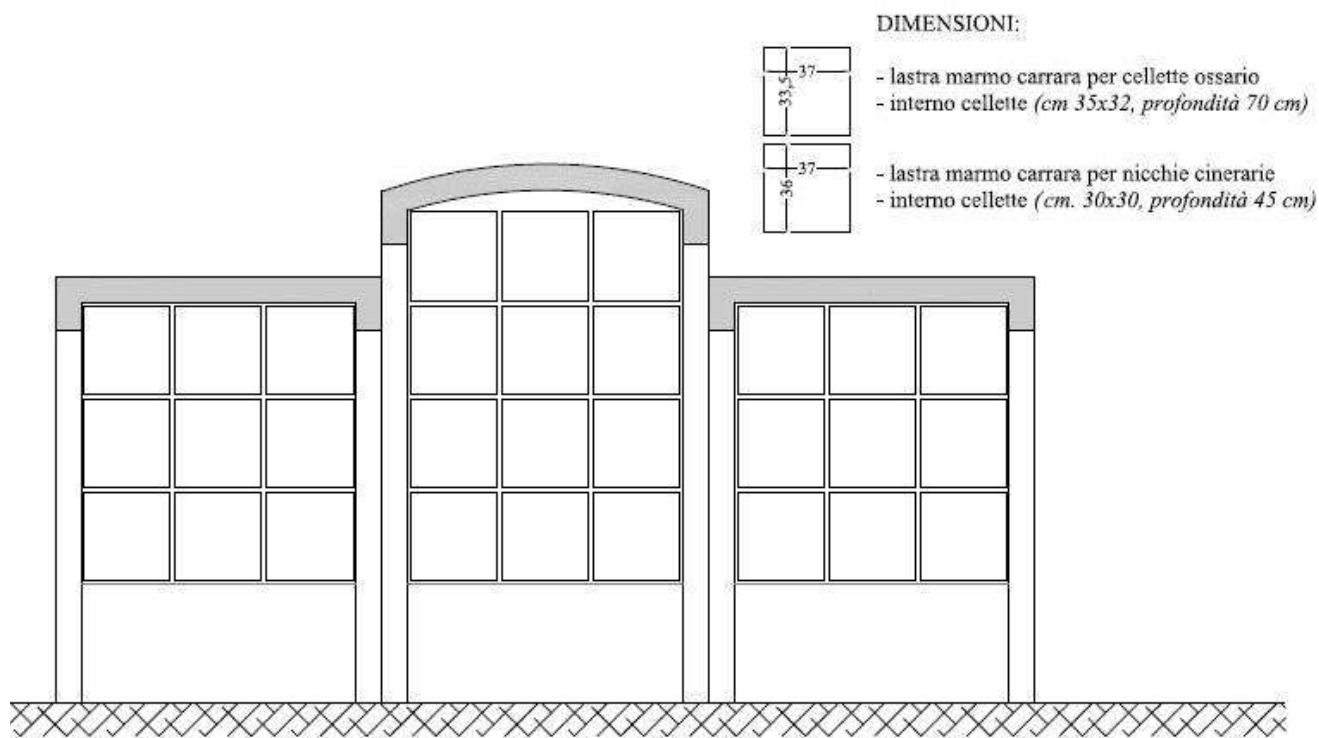 DIMENSIONI:
37
33,5
- lastra marmo carrara per cellette ossario
- interno cellette (cm 35x32, profondità 70 cm)
37
36
- lastra marmo carrara per nicchie cinerarie
- interno cellette (cm. 30x30, profondità 45 cm)